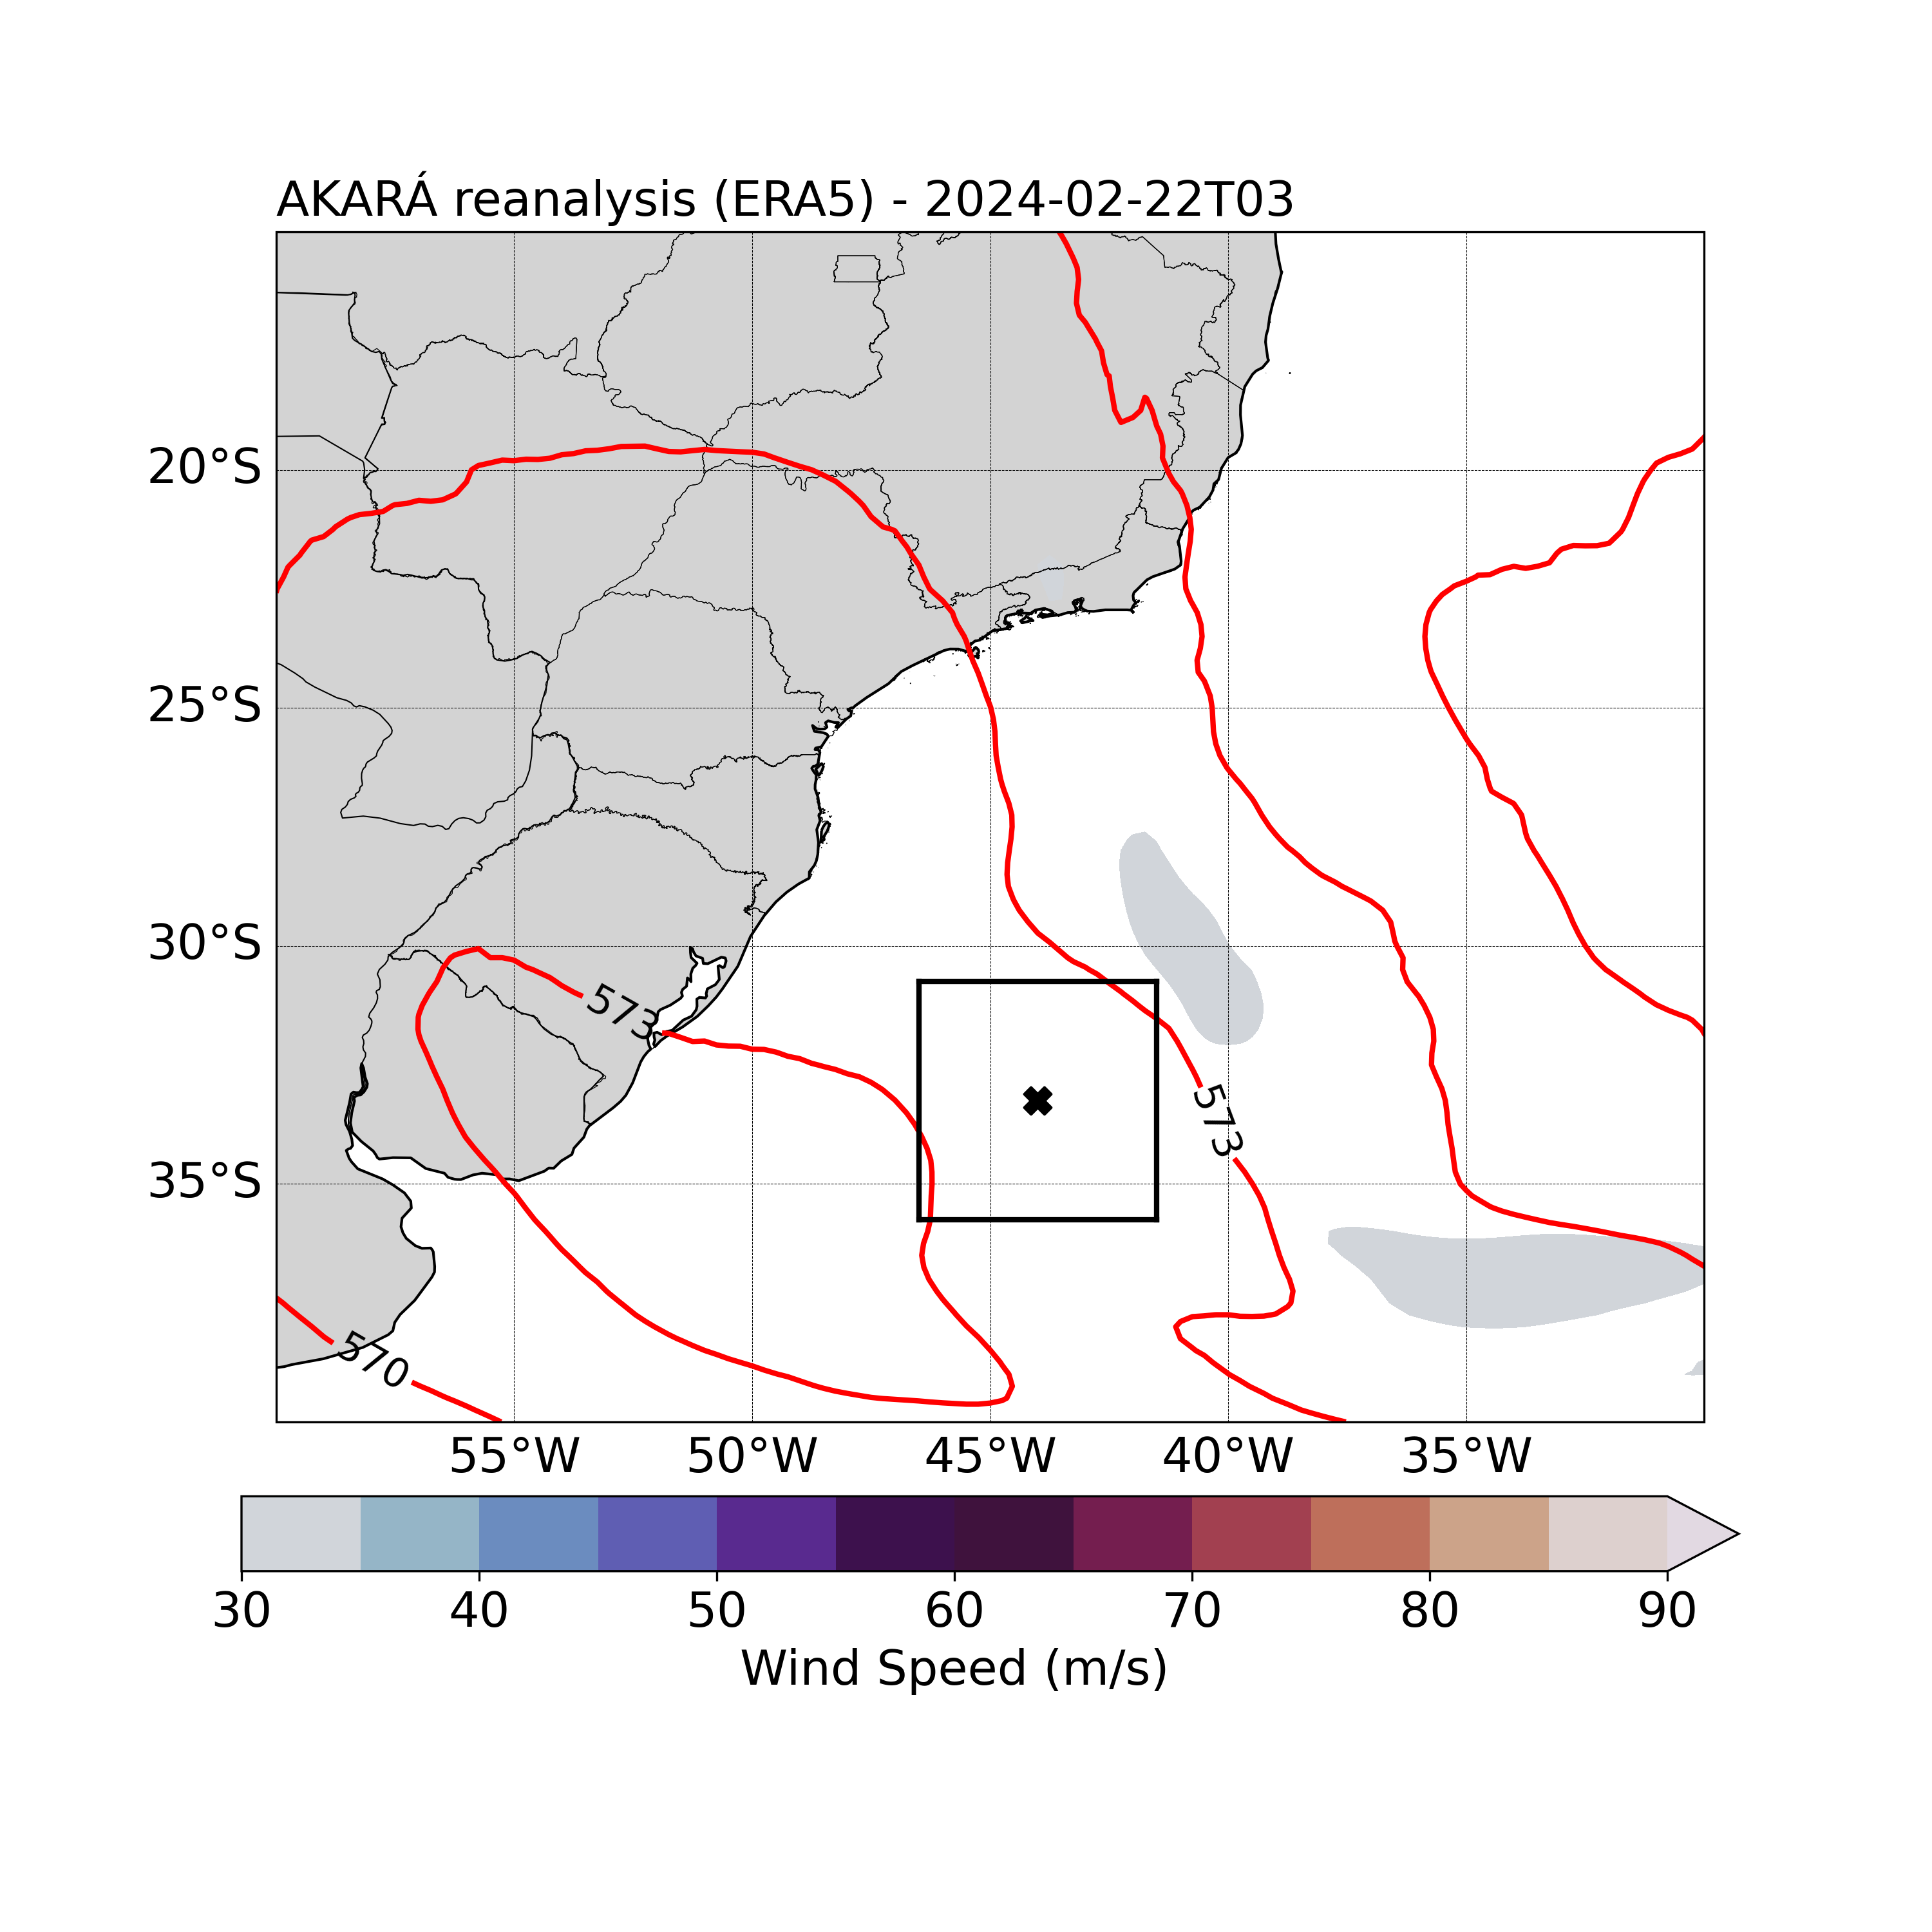 AKARÁ reanalysis (ERA5) - 2024-02-22T03
20°S
25°S
30°S
35°S
573
573
570
55°W 50°W 45°W 40°W 35°W
30 40 50 60 70 80 90
Wind Speed (m/s)